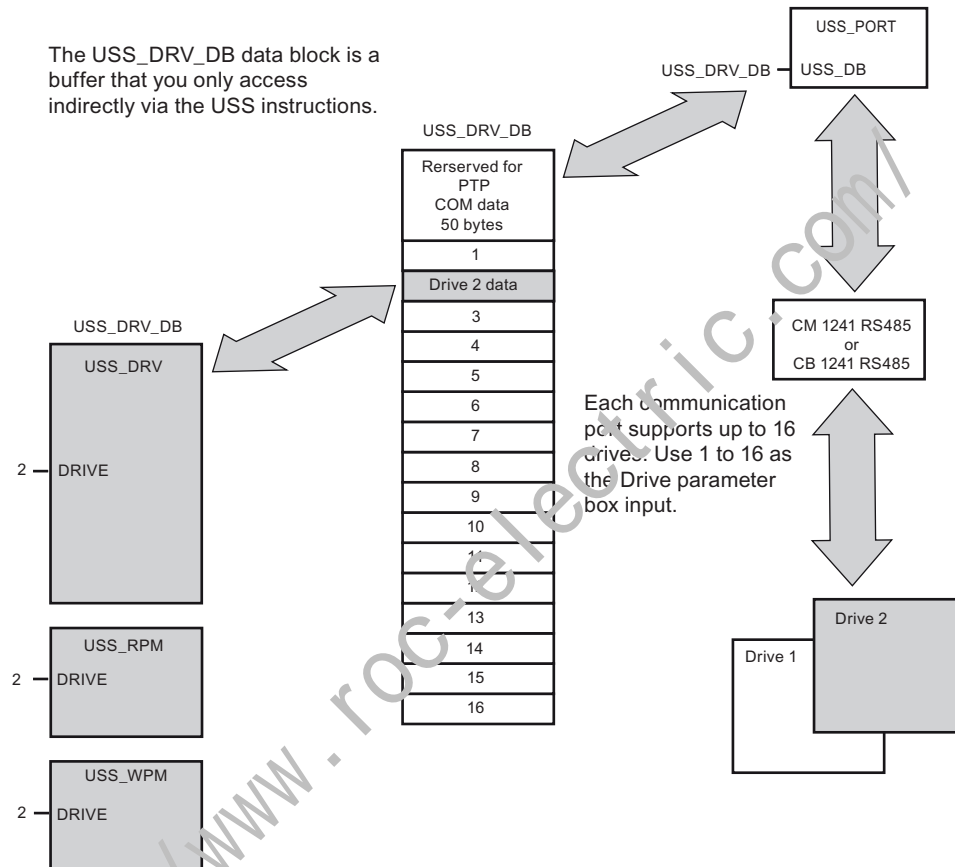 The USS_DRV_DB data block is a
buffer that you only access
indirectly via the USS instructions.
USS_PORT
USS_DRV_DB
USS_DB
USS_DRV_DB
Rerserved for
PTP
COM data
50 bytes
1
Drive 2 data
3
4
5
6
7
8
9
10
13
14
15
16
USS_DRV_DB
USS_DRV
2
DRIVE
USS_RPM
2
DRIVE
USS_WPM
2
DRIVE
CM 1241 RS485
or
CB 1241 RS485
Each communication
port supports up to 16
drives. Use 1 to 16 as
the Drive parameter
box input.
Drive 2
Drive 1
/www.roc-electric.com/